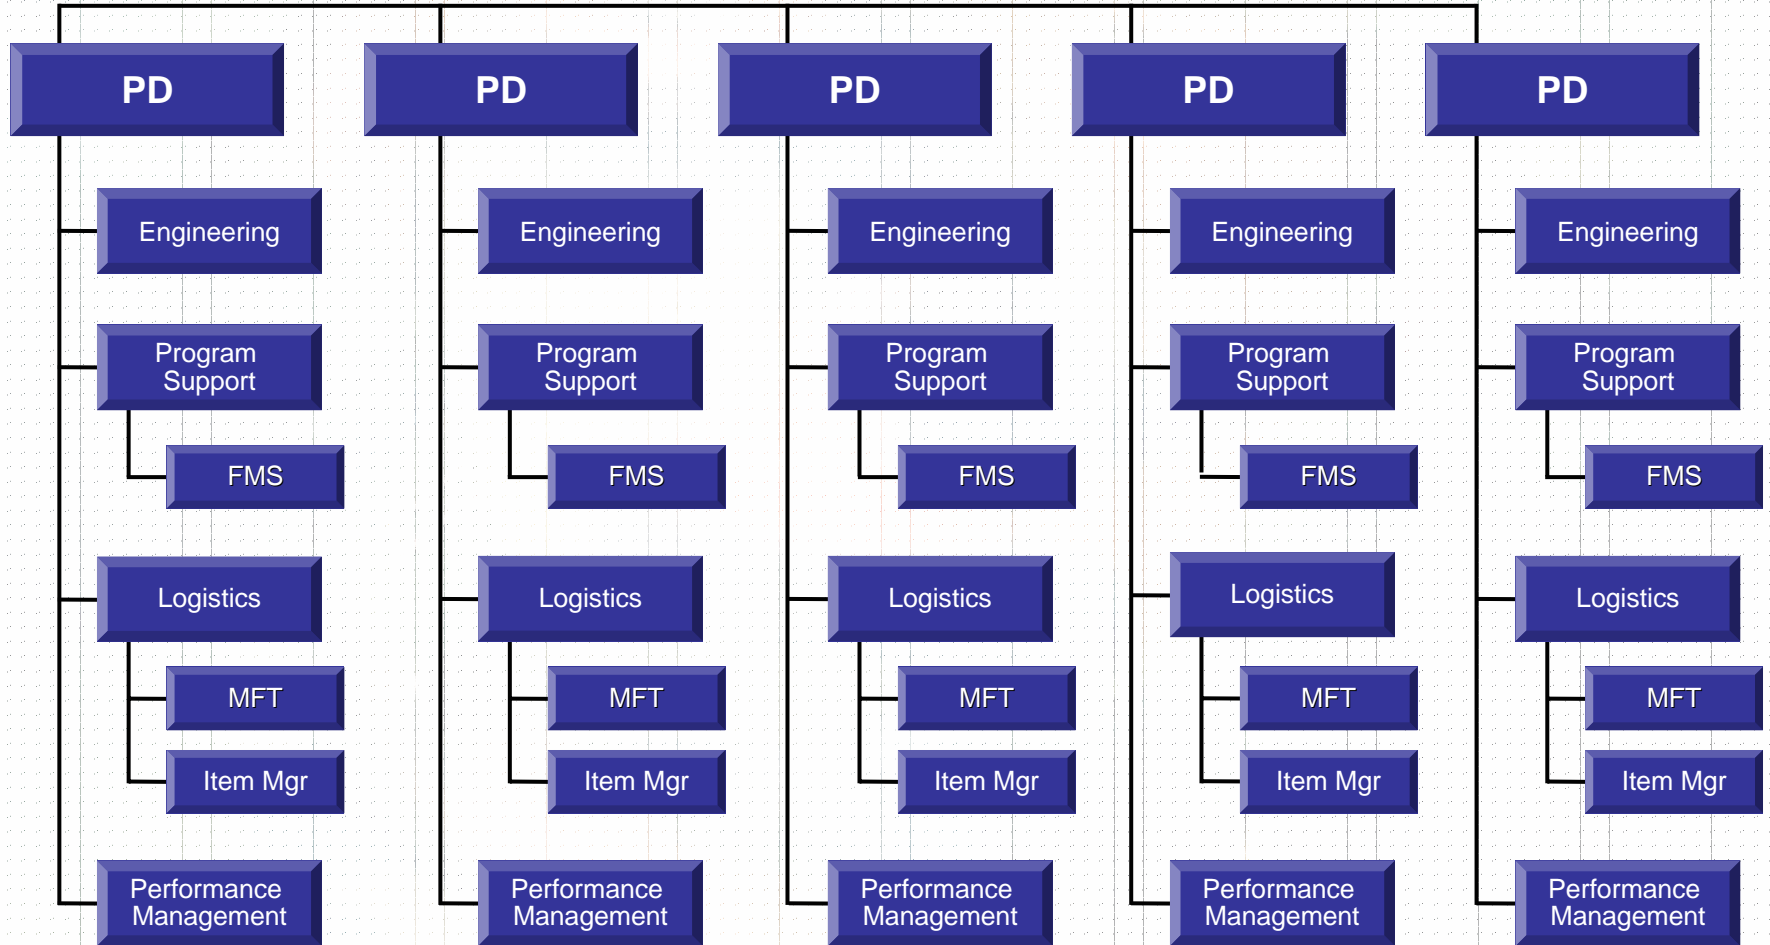 PD
PD
PD
PD
PD
Engineering
Engineering
Engineering
Engineering
Engineering
Program
Support
Program
Support
Program
Support
Program
Support
Program
Support
FMS
FMS
FMS
FMS
FMS
Logistics
Logistics
Logistics
Logistics
Logistics
MFT
MFT
MFT
MFT
MFT
Item Mgr
Item Mgr
Item Mgr
Item Mgr
Item Mgr
Performance
Management
Performance
Management
Performance
Management
Performance
Management
Performance
Management